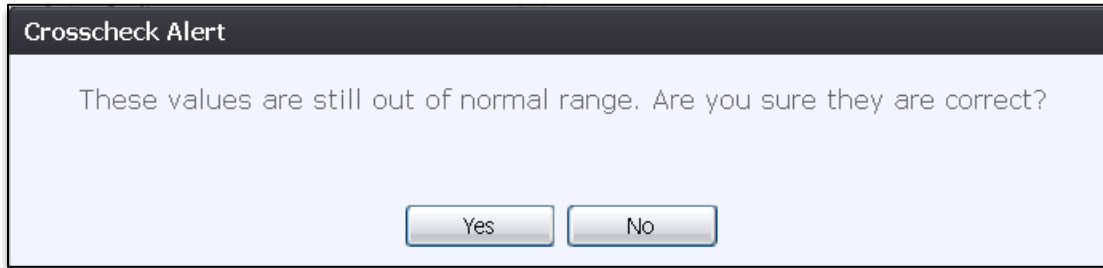 Crosscheck Alert
These values are still out of normal range. Are you sure they are correct?
Yes No